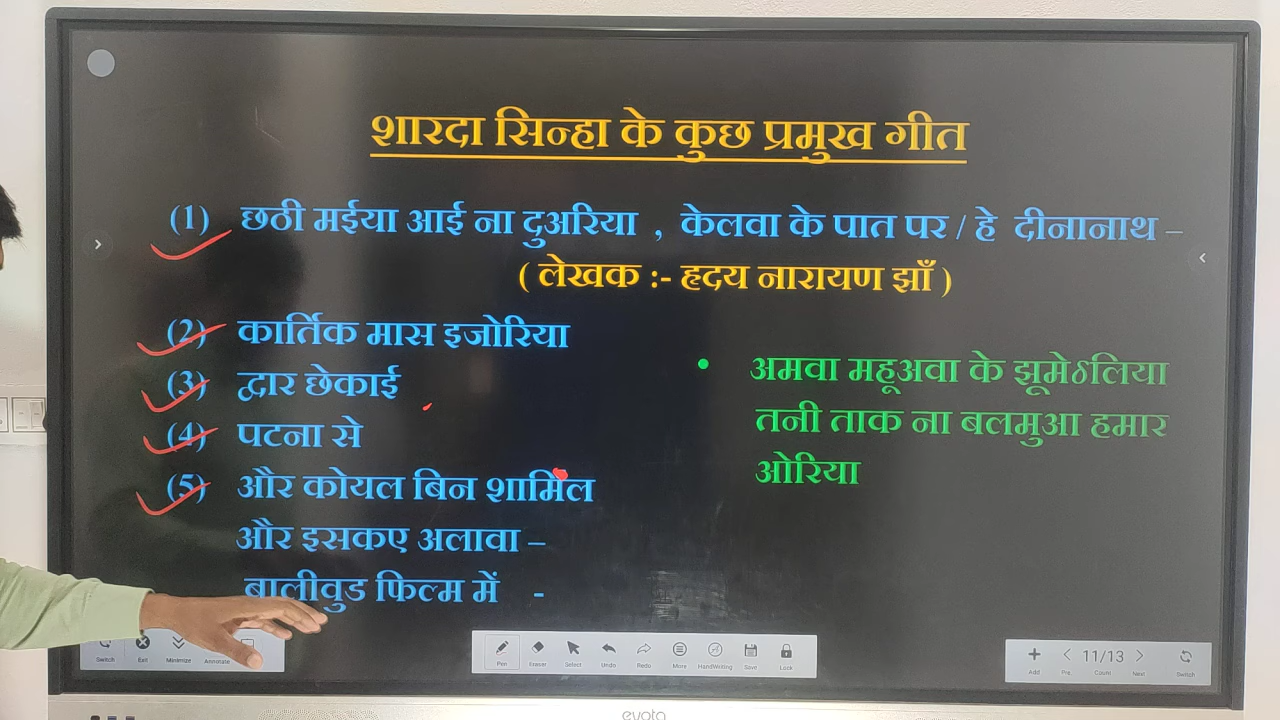 शारदा सिन्हा के कुछ प्रमुख गीत
(1) छठी मईया आई ना दुअरिया , केलवा के पात पर / हे दीनानाथ –
( लेखक :- हृदय नारायण झाँ )
(2) कार्तिक मास इजोरिया
(3) द्वार छेकाई
(4) पटना से
(5) और कोयल बिन शामिल
और इसकए अलावा –
बालीवुड फिल्म में -
• अमवा महूअवा के झूमेऽलिया
तनी ताक ना बलमुआ हमार
ओरिया
Switch Exit Minimize Annotate
Pen Eraser Select Undo Redo More HandWriting Save Lock
Add Pre. 11/13 Count Next Switch
evota